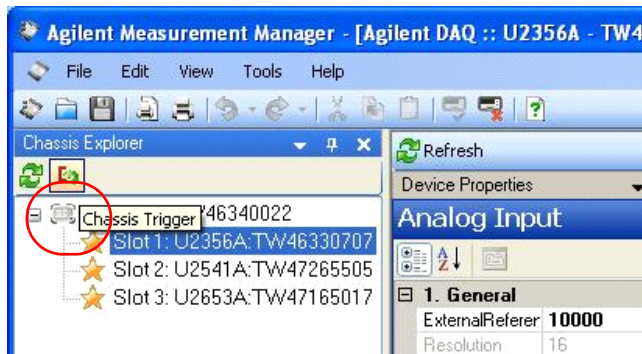 Agilent Measurement Manager - [Agilent DAQ :: U2356A - TW4
File Edit View Tools Help
Chassis Explorer
Refresh
Device Properties
Chassis Trigger W46340022
Analog Input
Slot 1: U2356A:TW46330707
Slot 2: U2541A:TW47265505
Slot 3: U2653A:TW47165017
1. General
ExternalReferer 10000
Resolution 16